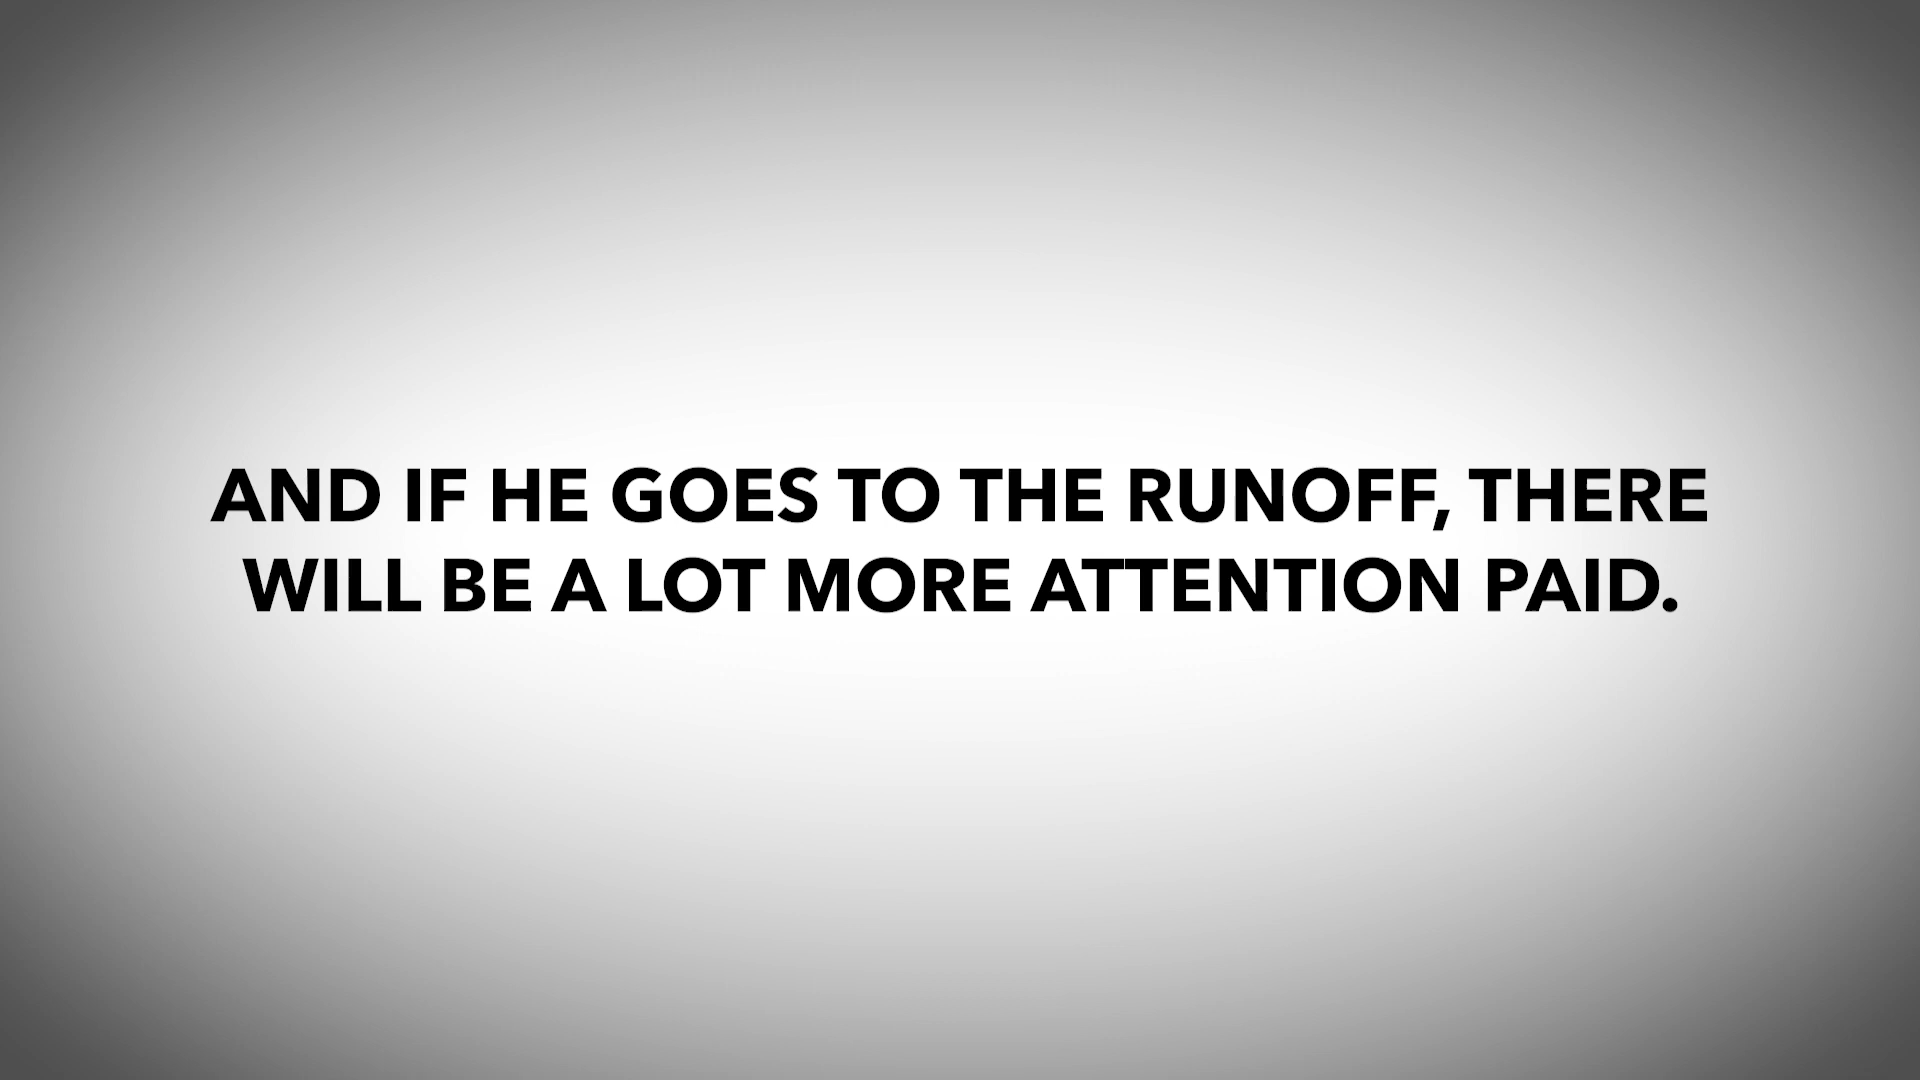 AND IF HE GOES TO THE RUNOFF, THERE
WILL BE A LOT MORE ATTENTION PAID.